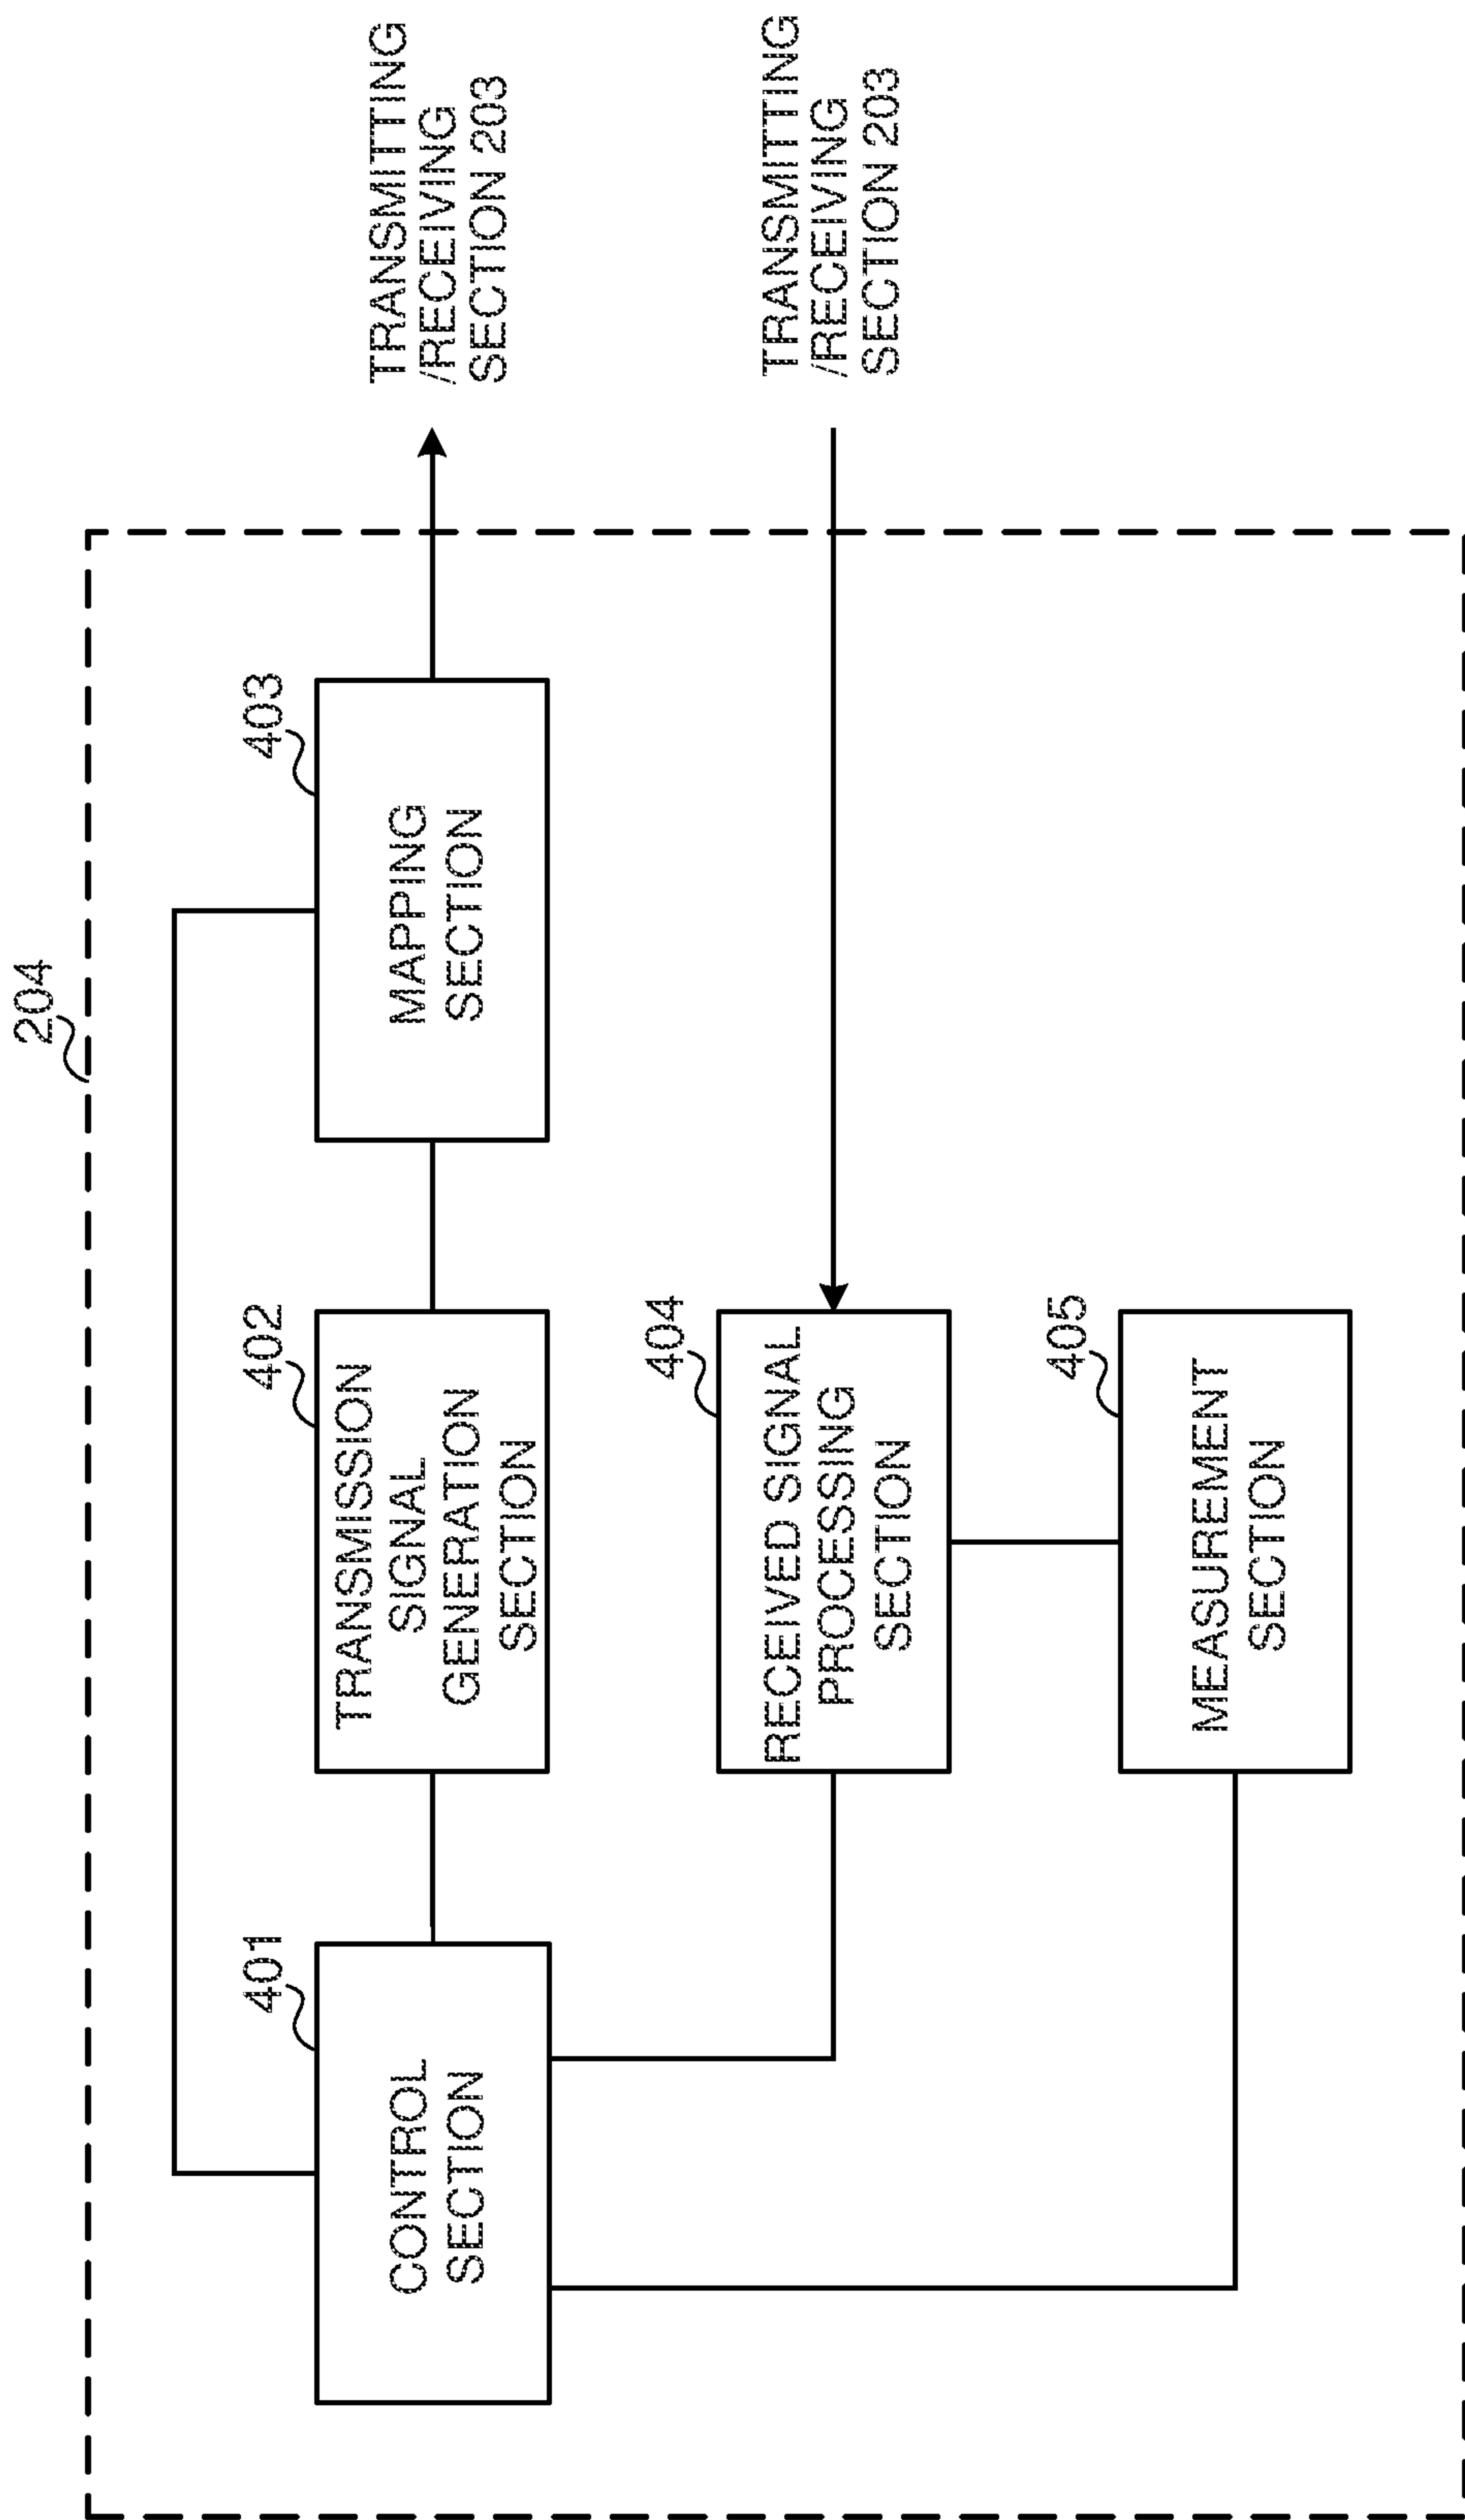 204
401
CONTROL
SECTION
402
TRANSMISSION
SIGNAL
GENERATION
SECTION
403
MAPPING
SECTION
TRANSMITTING
/RECEIVING
SECTION 203
404
RECEIVED SIGNAL
PROCESSING
SECTION
TRANSMITTING
/RECEIVING
SECTION 203
405
MEASUREMENT
SECTION